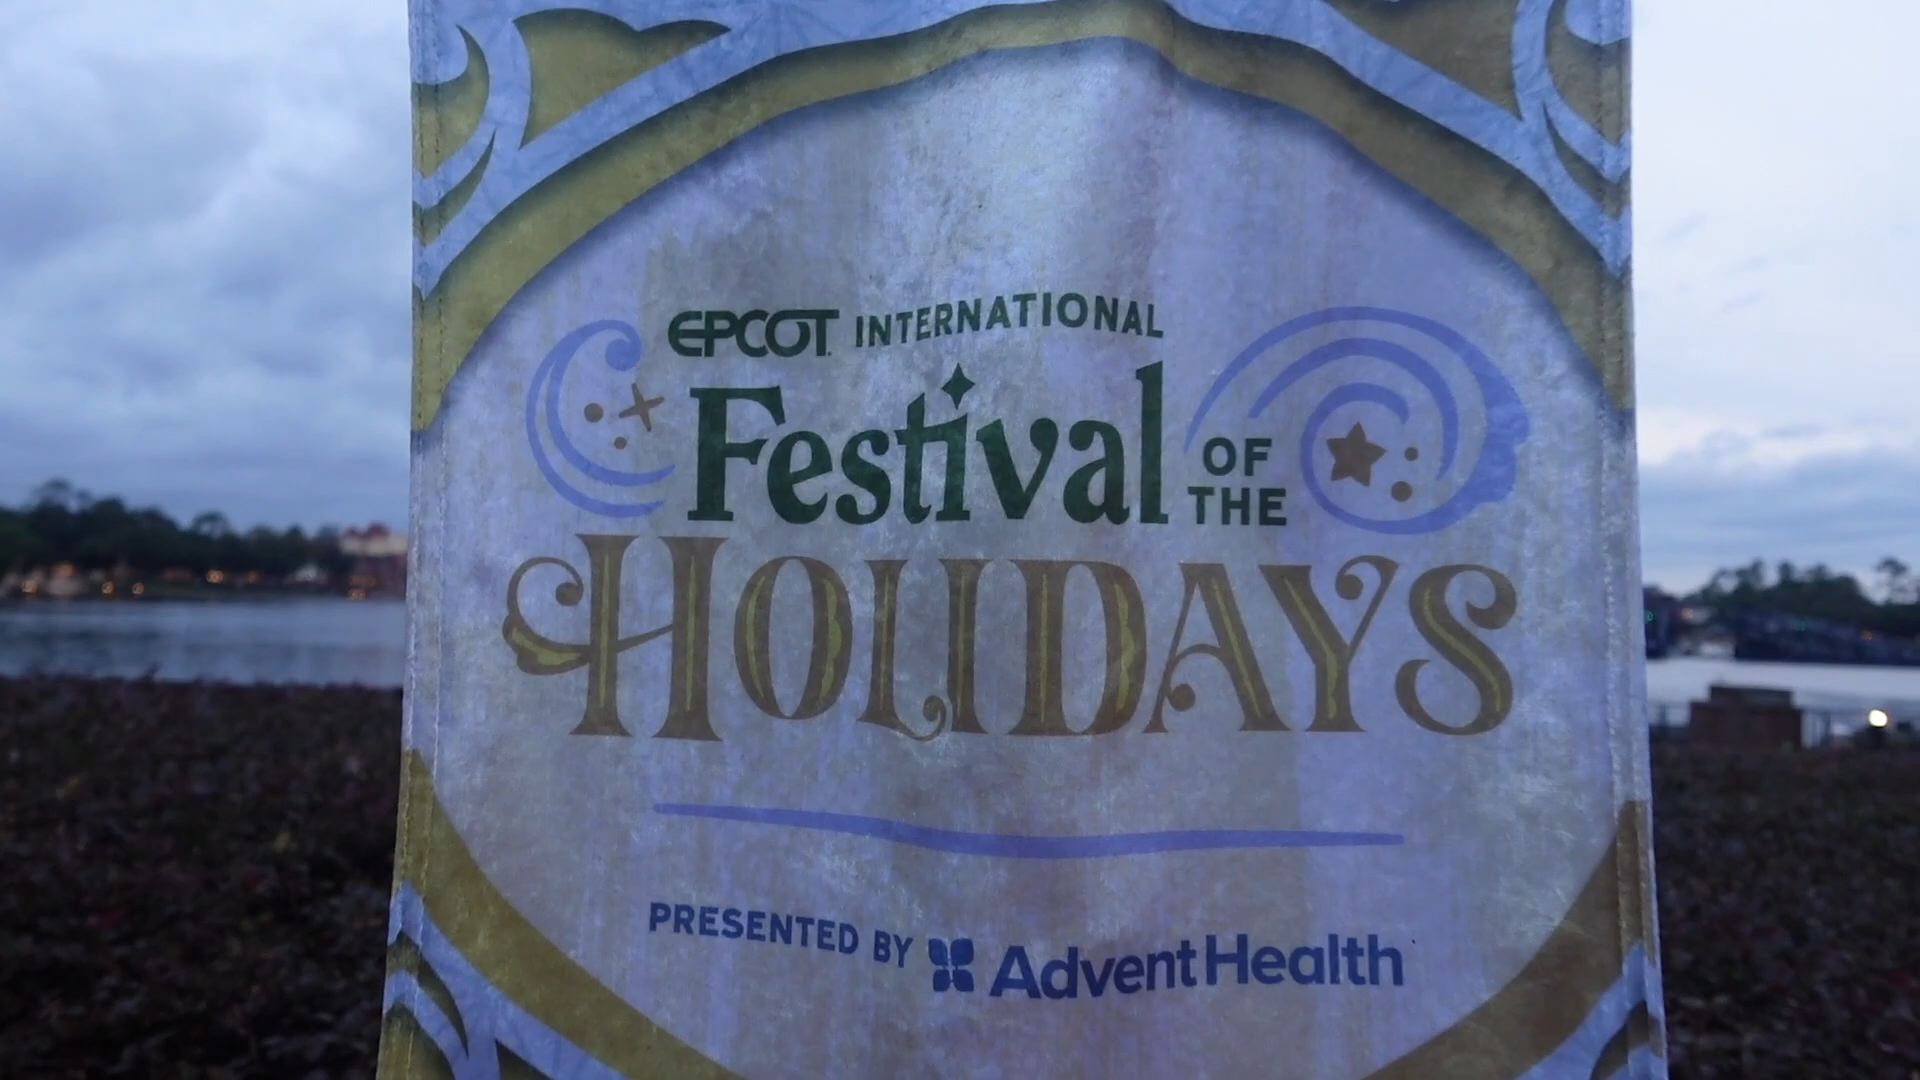 EPCOT INTERNATIONAL
Festival OF THE
HOLIDAYS
PRESENTED BY AdventHealth